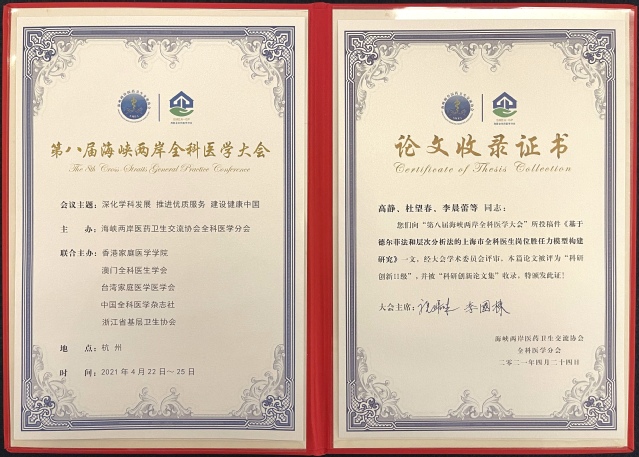 第八届海峡两岸全科医学大会
The 8th Cross-Straits General Practice Conference
会议主题：深化学科发展 推进优质服务 建设健康中国
主 办：海峡两岸医药卫生交流协会全科医学分会
联合主办：香港家庭医学学院
澳门全科医生学会
台湾家庭医学医学会
中国全科医学杂志社
浙江省基层卫生协会
地 点：杭 州
时 间：2021 年 4 月 22 日～25 日
论文收录证书
Certificate of Thesis Collection
高静、杜望春、李晨蕾等 同志：
您们向“第八届海峡两岸全科医学大会”所投稿件《基于
德尔菲法和层次分析法的上海市全科医生岗位胜任力模型构建
研究》一文，经大会学术委员会评审，本篇论文被评为“科研
创新II级”，并被“科研创新论文集”收录，特颁发此证！
大会主席：
李国栋
海峡两岸医药卫生交流协会
全科医学分会
二〇二一年四月二十四日